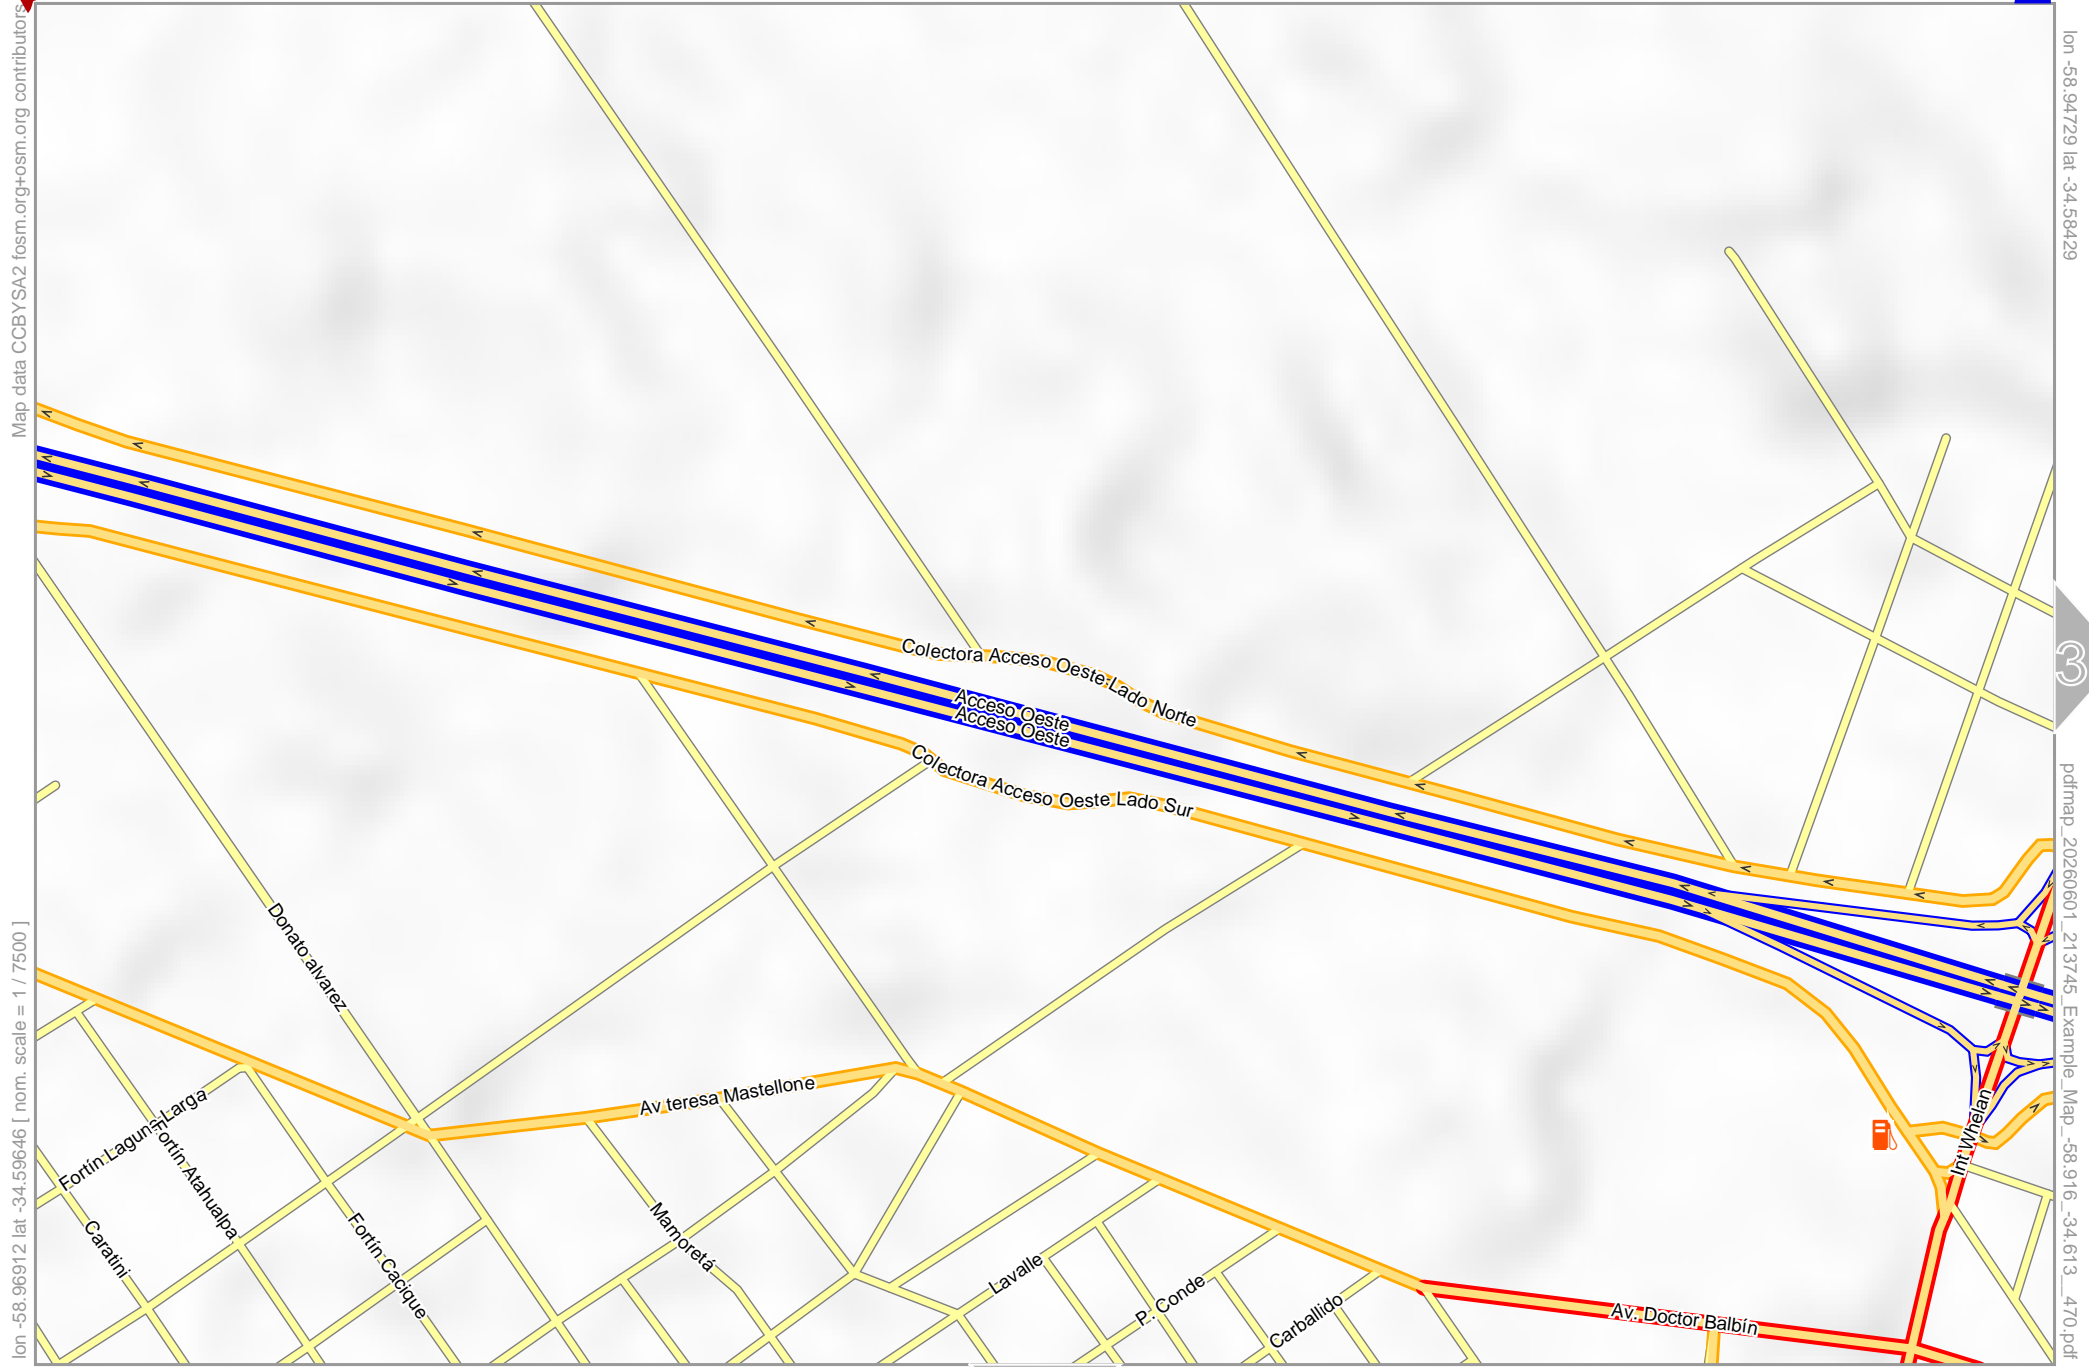 Map data CCBYSA2 fosm.org+osm.org contributors
lon -58.96912 lat -34.59646 [ nom. scale = 1 / 7500 ]
lon -58.94729 lat -34.58429
3
pdfmap_20260601_213745_Example_Map_-58.916_-34.613__470.pdf
Colectora Acceso Oeste Lado Norte
Acceso Oeste
Acceso Oeste
Colectora Acceso Oeste Lado Sur
Donato alvarez
Av teresa Mastellone
Fortín Laguna Larga
Fortín Atahualpa
Caratini
Fortín Cacique
Mamoretá
Lavalle
P. Conde
Carballido
Av. Doctor Balbín
Int Whelan